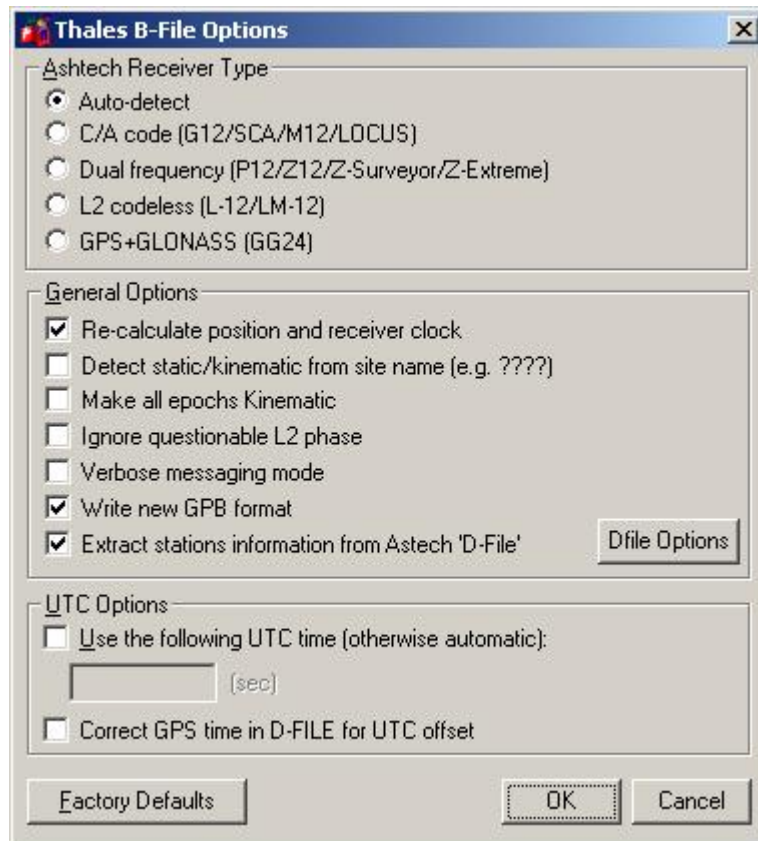 Thales B-File Options
Ashtech Receiver Type
Auto-detect
C/A code (G12/SCA/M12/LOCUS)
Dual frequency (P12/Z12/Z-Surveyor/Z-Extreme)
L2 codeless (L-12/LM-12)
GPS+GLONASS (GG24)
General Options
Re-calculate position and receiver clock
Detect static/kinematic from site name (e.g. ????)
Make all epochs Kinematic
Ignore questionable L2 phase
Verbose messaging mode
Write new GPB format
Extract stations information from Astech 'D-File'
Dfile Options
UTC Options
Use the following UTC time (otherwise automatic):
(sec)
Correct GPS time in D-FILE for UTC offset
Factory Defaults
OK
Cancel